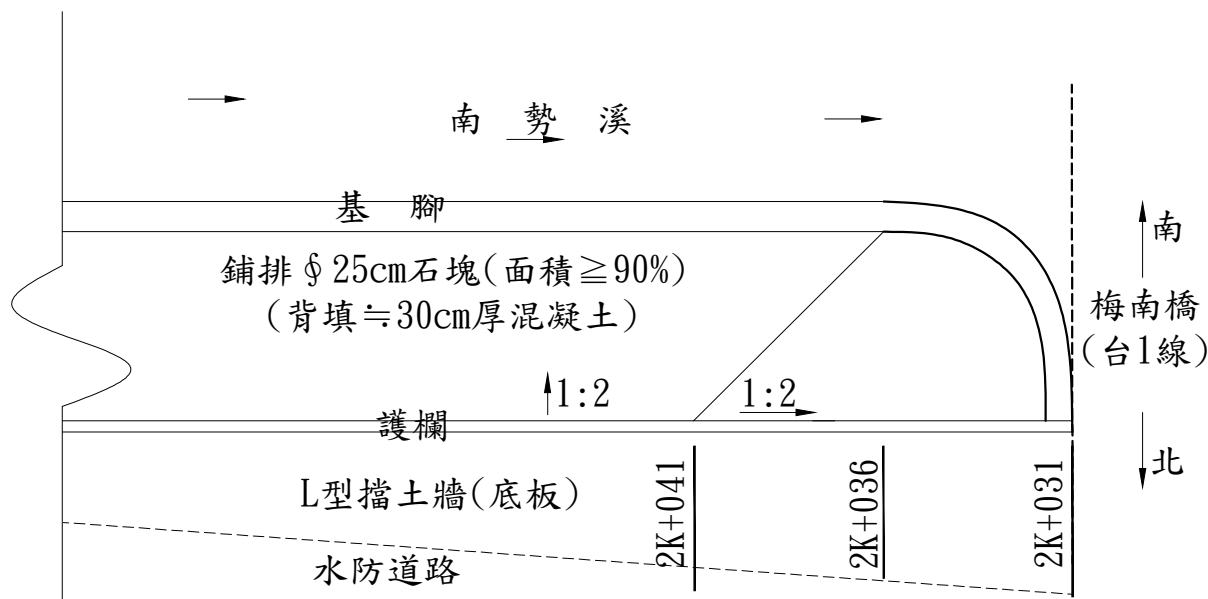 南 勢 溪
基 腳
鋪排∮25cm石塊(面積≧90%)
(背填≒30cm厚混凝土)
1:2
1:2
護欄
L型擋土牆(底板)
水防道路
2K+041
2K+036
2K+031
南
梅南橋
(台1線)
北